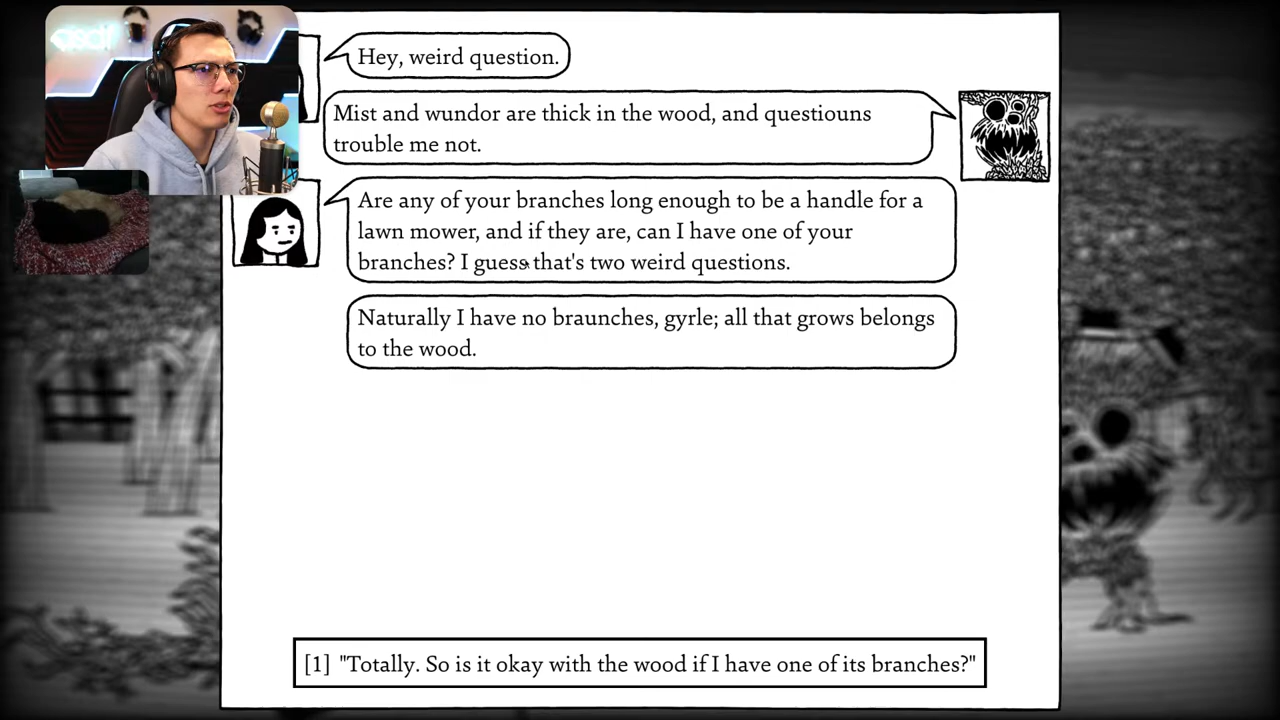 Hey, weird question.
Mist and wundor are thick in the wood, and questiouns
trouble me not.
Are any of your branches long enough to be a handle for a
lawn mower, and if they are, can I have one of your
branches? I guess that's two weird questions.
Naturally I have no braunches, gyrle; all that grows belongs
to the wood.
[1] "Totally. So is it okay with the wood if I have one of its branches?"